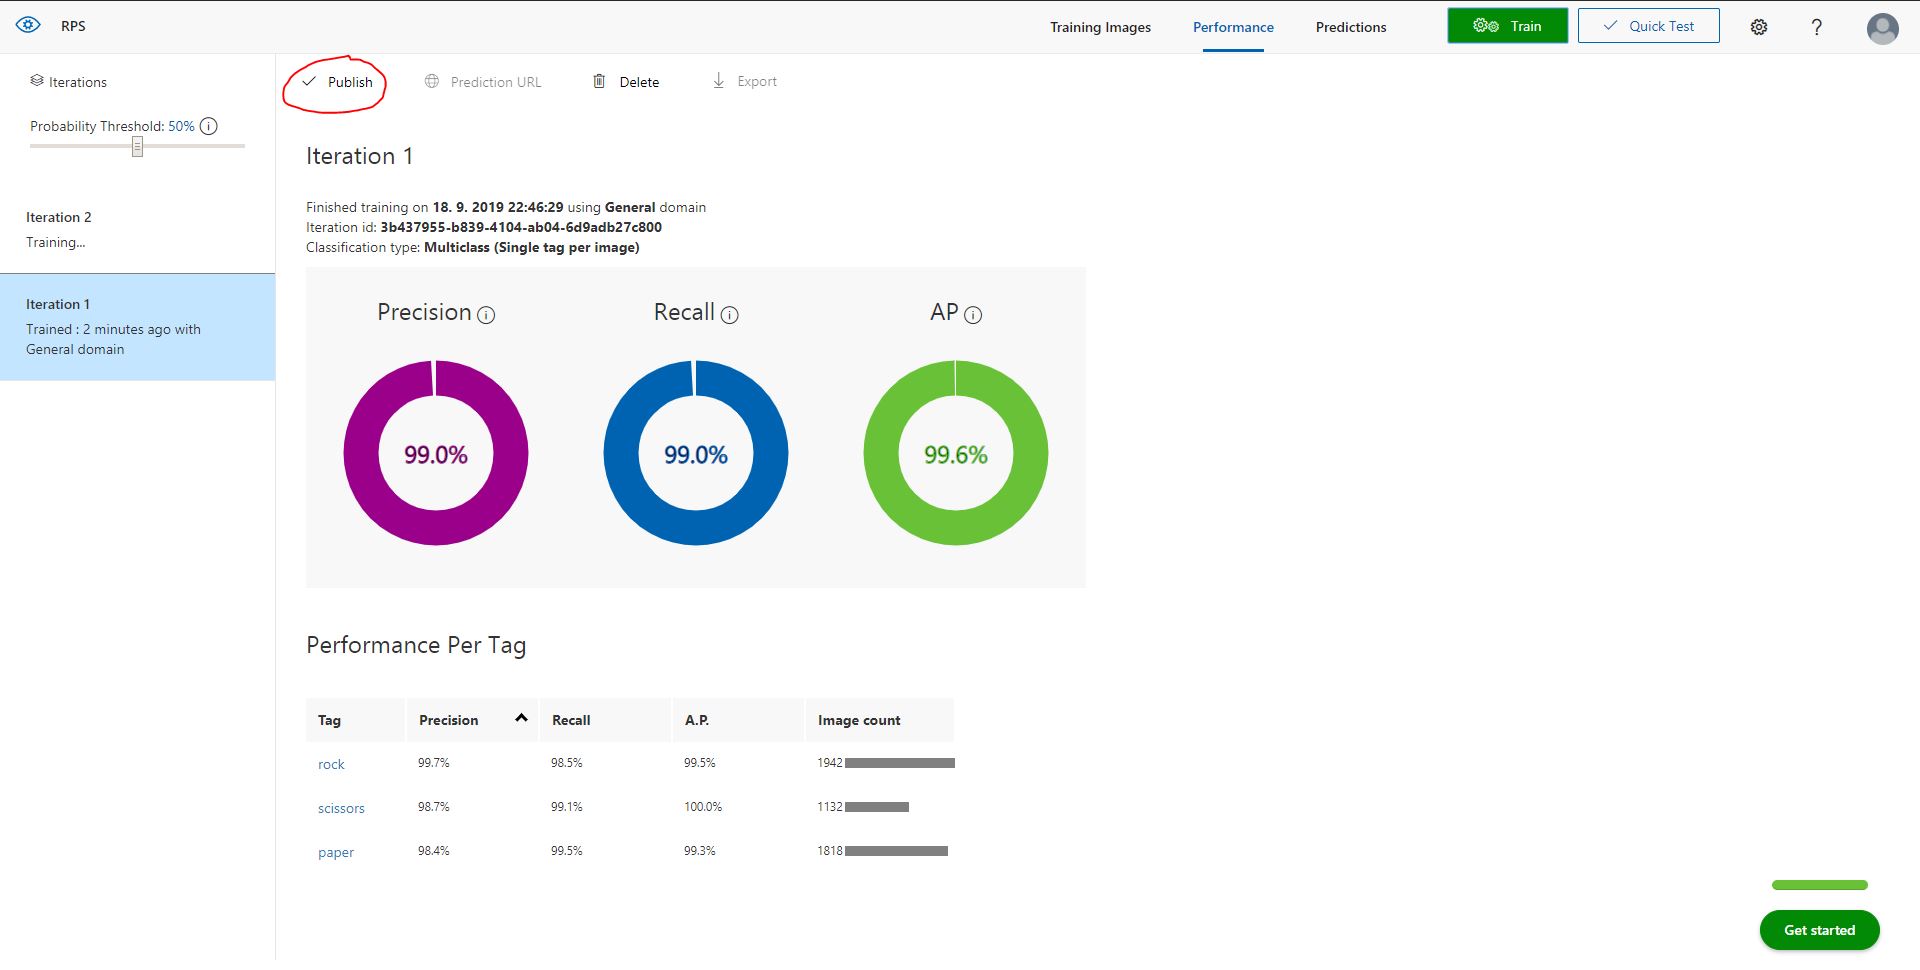 RPS
Training Images
Performance
Predictions
Train
Quick Test
?
Iterations
Probability Threshold: 50%
Iteration 2
Training...
Iteration 1
Trained : 2 minutes ago with
General domain
Publish
Prediction URL
Delete
Export
Iteration 1
Finished training on 18. 9. 2019 22:46:29 using General domain
Iteration id: 3b437955-b839-4104-ab04-6d9adb27c800
Classification type: Multiclass (Single tag per image)
Precision
Recall
AP
99.0%
99.0%
99.6%
Performance Per Tag
Tag Precision Recall A.P. Image count
rock 99.7% 98.5% 99.5% 1942
scissors 98.7% 99.1% 100.0% 1132
paper 98.4% 99.5% 99.3% 1818
Get started